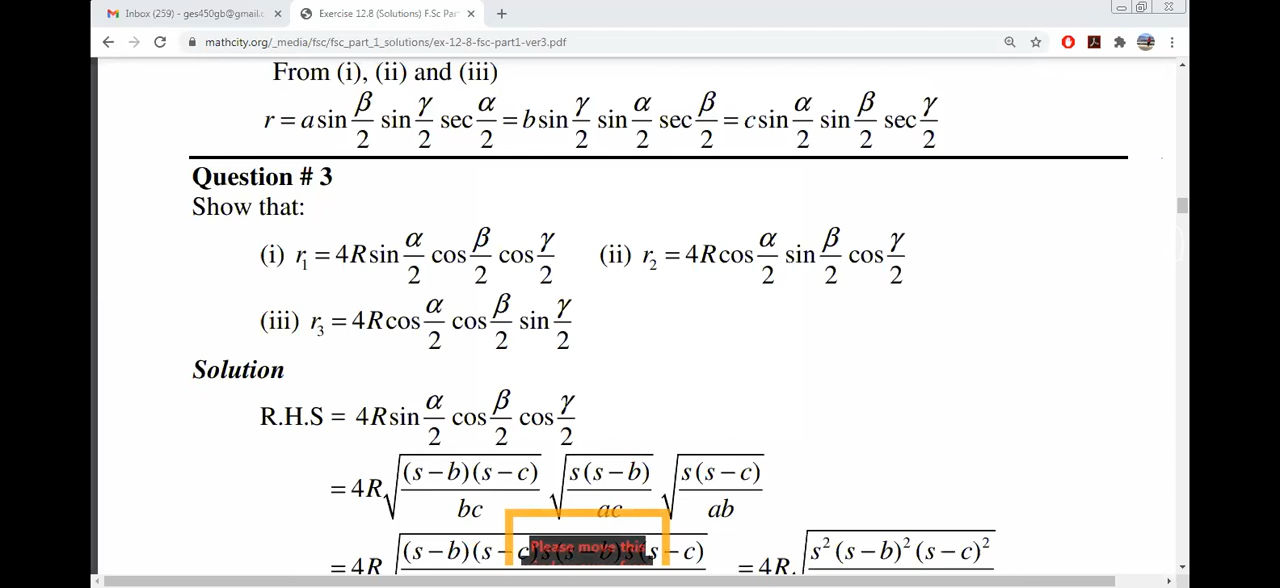 Inbox (259) - ges450gb@gmail.c
Exercise 12.8 (Solutions) F.Sc Par
mathcity.org/_media/fsc/fsc_part_1_solutions/ex-12-8-fsc-part1-ver3.pdf
From (i), (ii) and (iii)
r = a sin β/2 sin γ/2 sec α/2 = b sin γ/2 sin α/2 sec β/2 = c sin α/2 sin β/2 sec γ/2
Question # 3
Show that:
(i) r₁ = 4R sin α/2 cos β/2 cos γ/2 (ii) r₂ = 4R cos α/2 sin β/2 cos γ/2
(iii) r₃ = 4R cos α/2 cos β/2 sin γ/2
Solution
R.H.S = 4R sin α/2 cos β/2 cos γ/2
= 4R √((s−b)(s−c)/bc) √(s(s−b)/ac) √(s(s−c)/ab)
= 4R √(s−b)(s−c)s(s−b)s(s−c) = 4R.√s²(s−b)²(s−c)²
Please move this